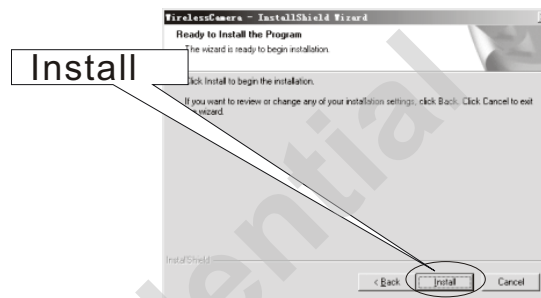 WirelessCamera - InstallShield Wizard
Ready to Install the Program
The wizard is ready to begin installation.
Install
Click Install to begin the installation.
If you want to review or change any of your installation settings, click Back. Click Cancel to exit
wizard.
InstallShield
< Back Install Cancel